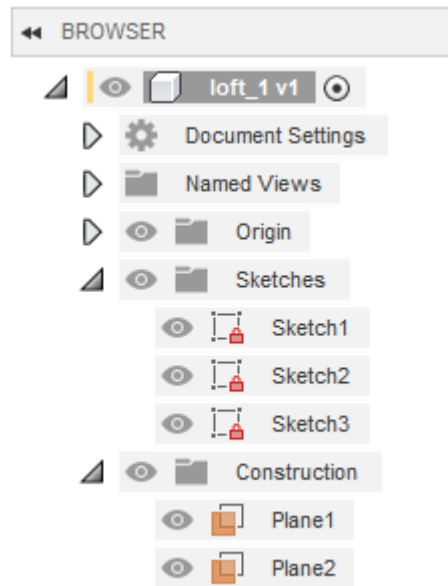 BROWSER
loft_1 v1
Document Settings
Named Views
Origin
Sketches
Sketch1
Sketch2
Sketch3
Construction
Plane1
Plane2